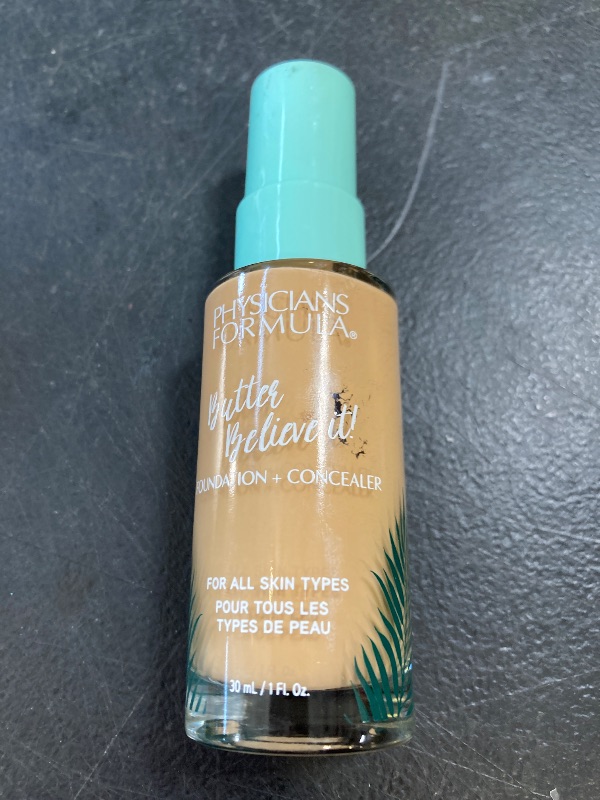 PHYSICIANS
FORMULA®
Butter
Believe it!
FOUNDATION + CONCEALER
FOR ALL SKIN TYPES
POUR TOUS LES
TYPES DE PEAU
30 mL / 1 Fl. Oz.